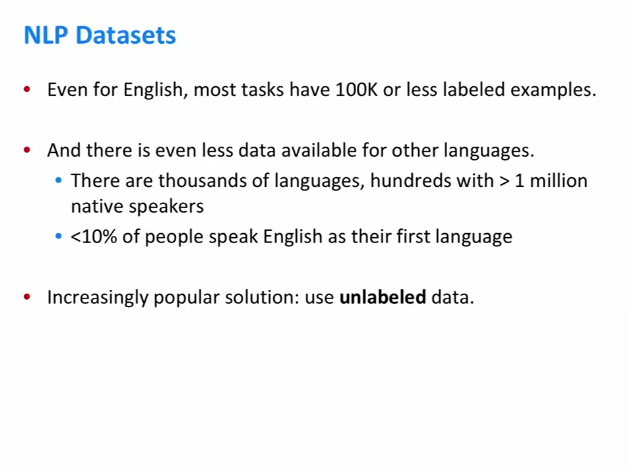 NLP Datasets
• Even for English, most tasks have 100K or less labeled examples.
• And there is even less data available for other languages.
• There are thousands of languages, hundreds with > 1 million
native speakers
• <10% of people speak English as their first language
• Increasingly popular solution: use unlabeled data.